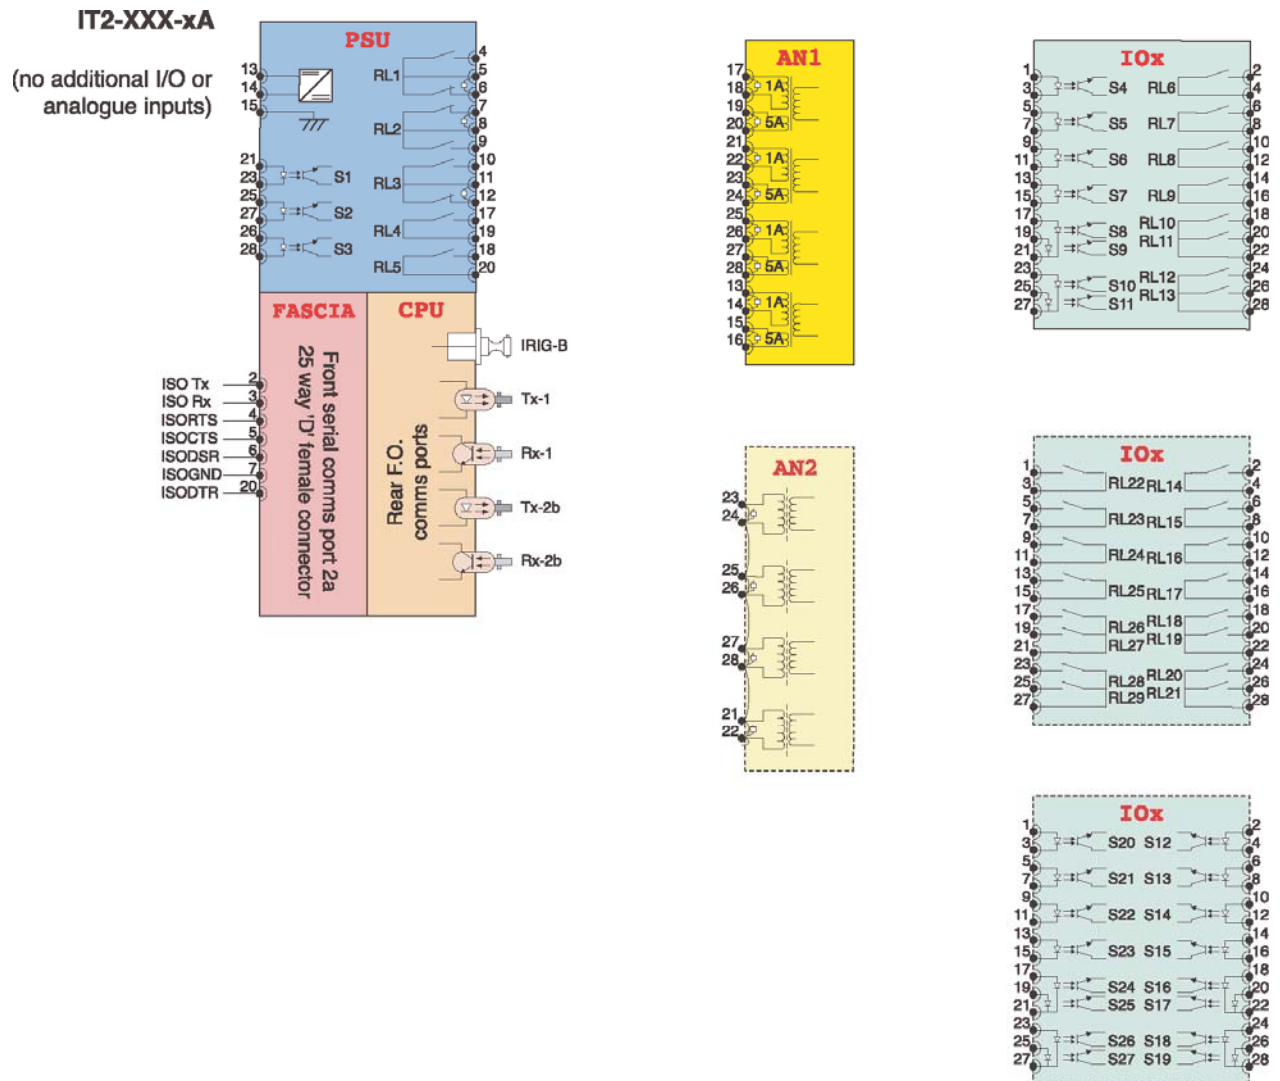 IT2-XXX-xA
(no additional I/O or
analogue inputs)
PSU
13
14
15
21
23
25
27
26
28
S1
S2
S3
RL1
RL2
RL3
RL4
RL5
4
5
6
7
8
9
10
11
12
17
19
18
20
FASCIA
CPU
Front serial comms port 2a
25 way 'D' female connector
Rear F.O.
comms ports
ISO Tx 2
ISO Rx 3
ISORTS 4
ISOCTS 5
ISODSR 6
ISOGND 7
ISODTR 20
IRIG-B
Tx-1
Rx-1
Tx-2b
Rx-2b
AN1
17
18 1A
19
20 5A
21
22 1A
23
24 5A
25
26 1A
27
28 5A
13
14 1A
15
16 5A
AN2
23
24
25
26
27
28
21
22
IOx
1 2
3 S4 RL6 4
5 6
7 S5 RL7 8
9 10
11 S6 RL8 12
13 14
15 S7 RL9 16
17 18
19 S8 RL10 20
21 S9 RL11 22
23 24
25 S10 RL12 26
27 S11 RL13 28
IOx
1 2
3 RL22 RL14 4
5 6
7 RL23 RL15 8
9 10
11 RL24 RL16 12
13 14
15 RL25 RL17 16
17 18
19 RL26 RL18 20
21 RL27 RL19 22
23 24
25 RL28 RL20 26
27 RL29 RL21 28
IOx
1 2
3 S20 S12 4
5 6
7 S21 S13 8
9 10
11 S22 S14 12
13 14
15 S23 S15 16
17 18
19 S24 S16 20
21 S25 S17 22
23 24
25 S26 S18 26
27 S27 S19 28